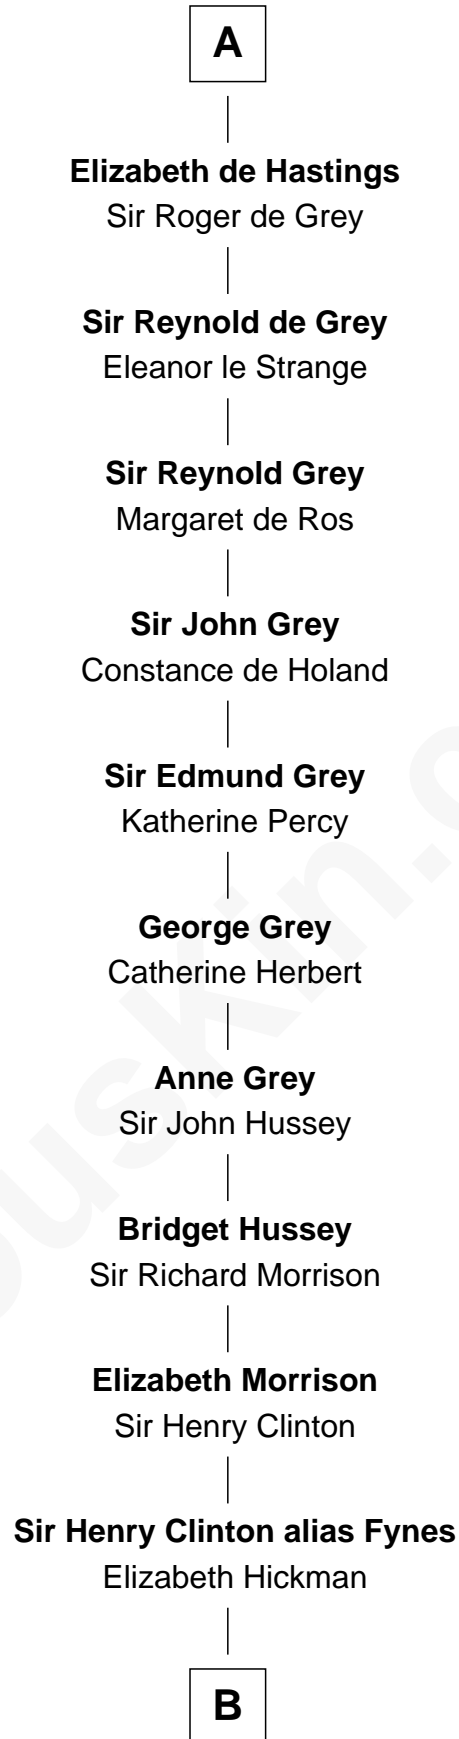 A
Elizabeth de Hastings
Sir Roger de Grey
Sir Reynold de Grey
Eleanor le Strange
Sir Reynold Grey
Margaret de Ros
Sir John Grey
Constance de Holand
Sir Edmund Grey
Katherine Percy
George Grey
Catherine Herbert
Anne Grey
Sir John Hussey
Bridget Hussey
Sir Richard Morrison
Elizabeth Morrison
Sir Henry Clinton
Sir Henry Clinton alias Fynes
Elizabeth Hickman
B